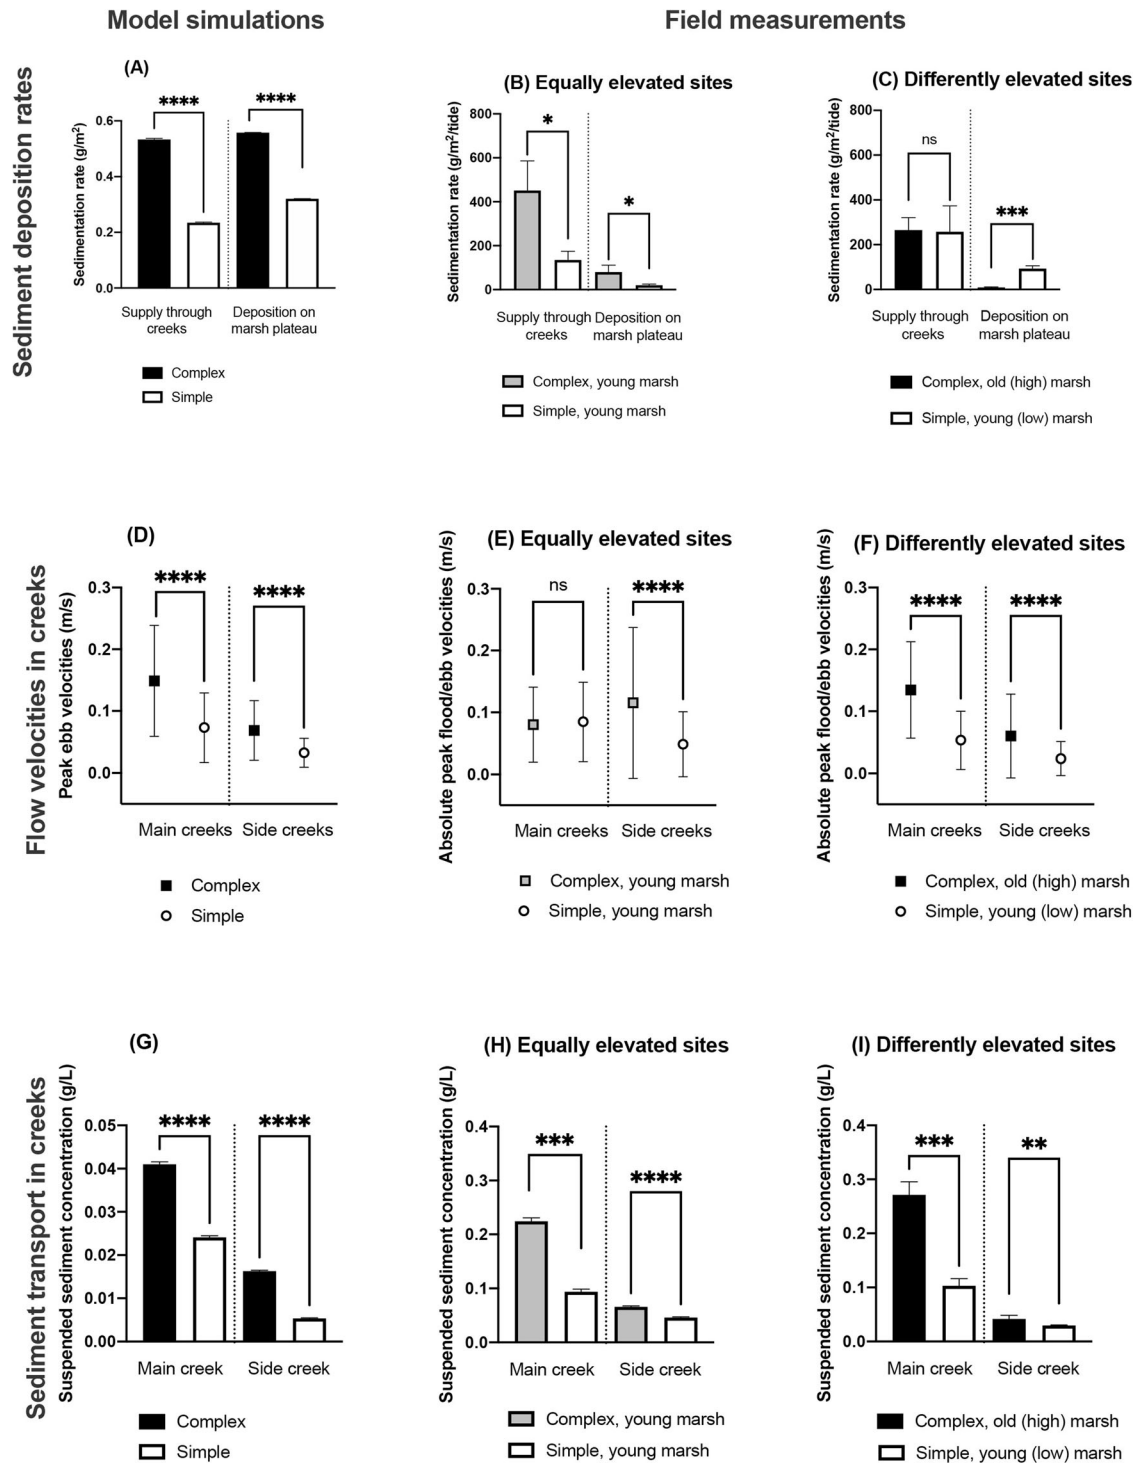 Model simulations
Field measurements
Sediment deposition rates
(A)
Sedimentation rate (g/m²)
0.6
0.4
0.2
0.0
****
****
Supply through
creeks
Deposition on
marsh plateau
Complex
Simple
(B) Equally elevated sites
Sedimentation rate (g/m²/tide)
800
600
400
200
0
*
*
Supply through
creeks
Deposition on
marsh plateau
Complex, young marsh
Simple, young marsh
(C) Differently elevated sites
Sedimentation rate (g/m²/tide)
800
600
400
200
0
ns
***
Supply through
creeks
Deposition on
marsh plateau
Complex, old (high) marsh
Simple, young (low) marsh
Flow velocities in creeks
(D)
Peak ebb velocities (m/s)
0.3
0.2
0.1
0.0
****
****
Main creeks
Side creeks
Complex
Simple
(E) Equally elevated sites
Absolute peak flood/ebb velocities (m/s)
0.3
0.2
0.1
0.0
ns
****
Main creeks
Side creeks
Complex, young marsh
Simple, young marsh
(F) Differently elevated sites
Absolute peak flood/ebb velocities (m/s)
0.3
0.2
0.1
0.0
****
****
Main creeks
Side creeks
Complex, old (high) marsh
Simple, young (low) marsh
Sediment transport in creeks
(G)
Suspended sediment concentration (g/L)
0.05
0.04
0.03
0.02
0.01
0.00
****
****
Main creek
Side creek
Complex
Simple
(H) Equally elevated sites
Suspended sediment concentration (g/L)
0.4
0.3
0.2
0.1
0.0
***
****
Main creek
Side creek
Complex, young marsh
Simple, young marsh
(I) Differently elevated sites
Suspended sediment concentration (g/L)
0.4
0.3
0.2
0.1
0.0
***
**
Main creek
Side creek
Complex, old (high) marsh
Simple, young (low) marsh